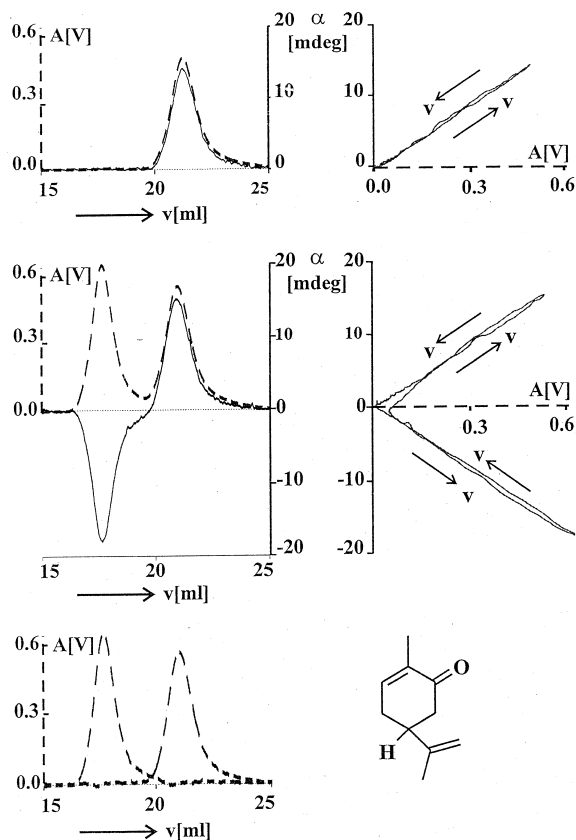 0.6 A[V] 20 α
[mdeg]
0.3 10
0.0 0
15 20 25
v[ml]
20
10
v v
0 A[V]
0.0 0.3 0.6
0.6 A[V] 20 α
[mdeg]
0.3 10
0.0 0
-10
-20
15 20 25
v[ml]
20
10
v v
0 A[V]
0.3 0.6
v
-10 v
-20
0.6 A[V]
0.3
0.0
15 20 25
v[ml]
O
H